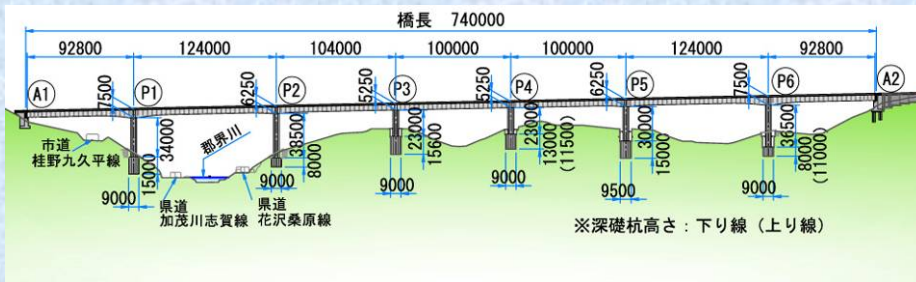 橋長 740000
92800 124000 104000 100000 100000 124000 92800
A1 P1 P2 P3 P4 P5 P6 A2
7500 6250 5250 5250 6250 7500
34000 38500 23000 23000 30000 36500
15000 8000 15600 13000 (11500) 15000 8000 (11000)
9000 9000 9000 9000 9500 9000
市道
桂野九久平線
郡界川
県道
加茂川志賀線
県道
花沢桑原線
※深礎杭高さ:下り線(上り線)